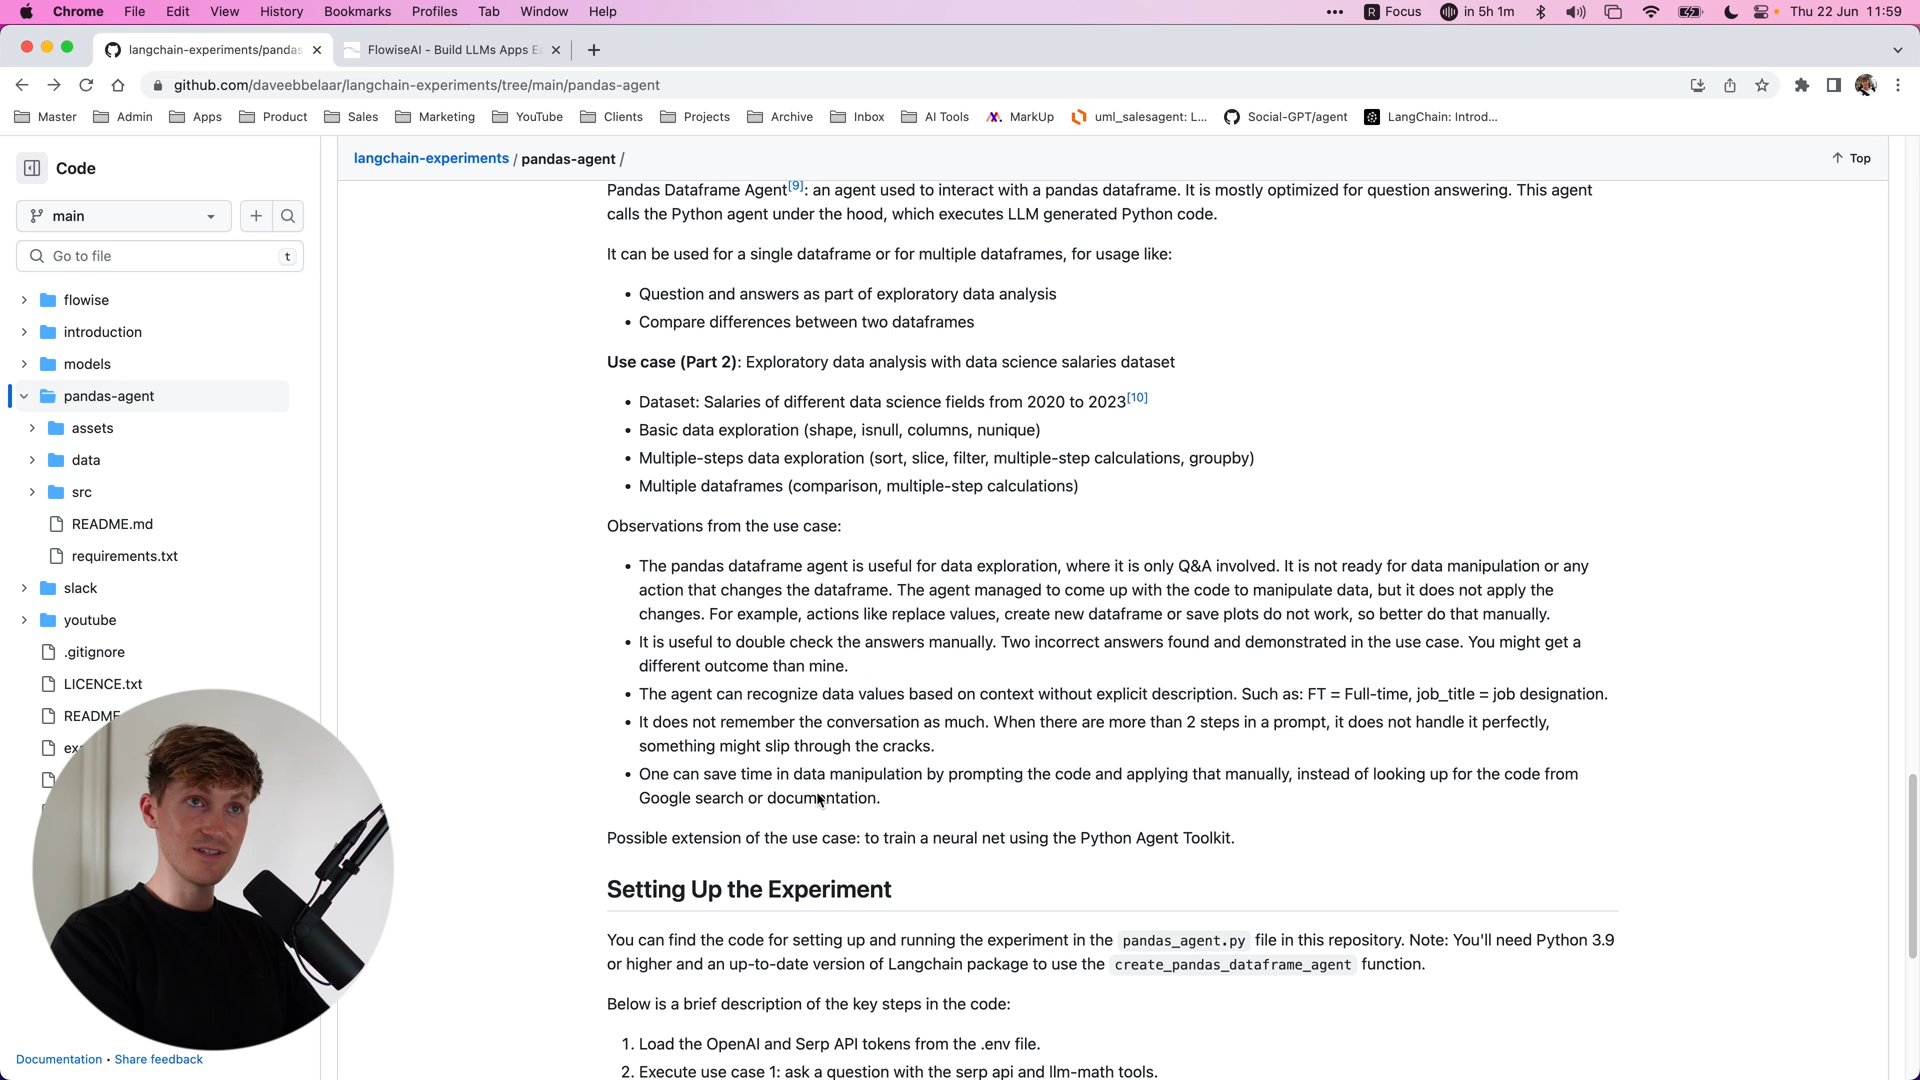 Chrome File Edit View History Bookmarks Profiles Tab Window Help Focus in 5h 1m Thu 22 Jun 11:59
langchain-experiments/pandas FlowiseAI - Build LLMs Apps
github.com/daveebbelaar/langchain-experiments/tree/main/pandas-agent
Master Admin Apps Product Sales Marketing YouTube Clients Projects Archive Inbox AI Tools MarkUp uml_salesagent: L... Social-GPT/agent LangChain: Introd...
Code
main
Go to file t
flowise
introduction
models
pandas-agent
assets
data
src
README.md
requirements.txt
slack
youtube
.gitignore
LICENCE.txt
README
Documentation • Share feedback
langchain-experiments / pandas-agent /
Top
Pandas Dataframe Agent[9]: an agent used to interact with a pandas dataframe. It is mostly optimized for question answering. This agent
calls the Python agent under the hood, which executes LLM generated Python code.
It can be used for a single dataframe or for multiple dataframes, for usage like:
• Question and answers as part of exploratory data analysis
• Compare differences between two dataframes
Use case (Part 2): Exploratory data analysis with data science salaries dataset
• Dataset: Salaries of different data science fields from 2020 to 2023[10]
• Basic data exploration (shape, isnull, columns, nunique)
• Multiple-steps data exploration (sort, slice, filter, multiple-step calculations, groupby)
• Multiple dataframes (comparison, multiple-step calculations)
Observations from the use case:
• The pandas dataframe agent is useful for data exploration, where it is only Q&A involved. It is not ready for data manipulation or any
action that changes the dataframe. The agent managed to come up with the code to manipulate data, but it does not apply the
changes. For example, actions like replace values, create new dataframe or save plots do not work, so better do that manually.
• It is useful to double check the answers manually. Two incorrect answers found and demonstrated in the use case. You might get a
different outcome than mine.
• The agent can recognize data values based on context without explicit description. Such as: FT = Full-time, job_title = job designation.
• It does not remember the conversation as much. When there are more than 2 steps in a prompt, it does not handle it perfectly,
something might slip through the cracks.
• One can save time in data manipulation by prompting the code and applying that manually, instead of looking up for the code from
Google search or documentation.
Possible extension of the use case: to train a neural net using the Python Agent Toolkit.
Setting Up the Experiment
You can find the code for setting up and running the experiment in the pandas_agent.py file in this repository. Note: You'll need Python 3.9
or higher and an up-to-date version of Langchain package to use the create_pandas_dataframe_agent function.
Below is a brief description of the key steps in the code:
1. Load the OpenAI and Serp API tokens from the .env file.
2. Execute use case 1: ask a question with the serp api and llm-math tools.